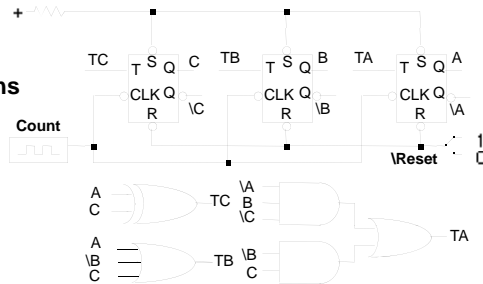 +
TC T S Q C TB T S Q B TA T S Q A
ns
CLK Q \C CLK Q \B CLK Q \A
R R R
Count
\Reset
1
0
A
C
TC
\A
B
\C
TA
A
\B
C
TB
\B
C